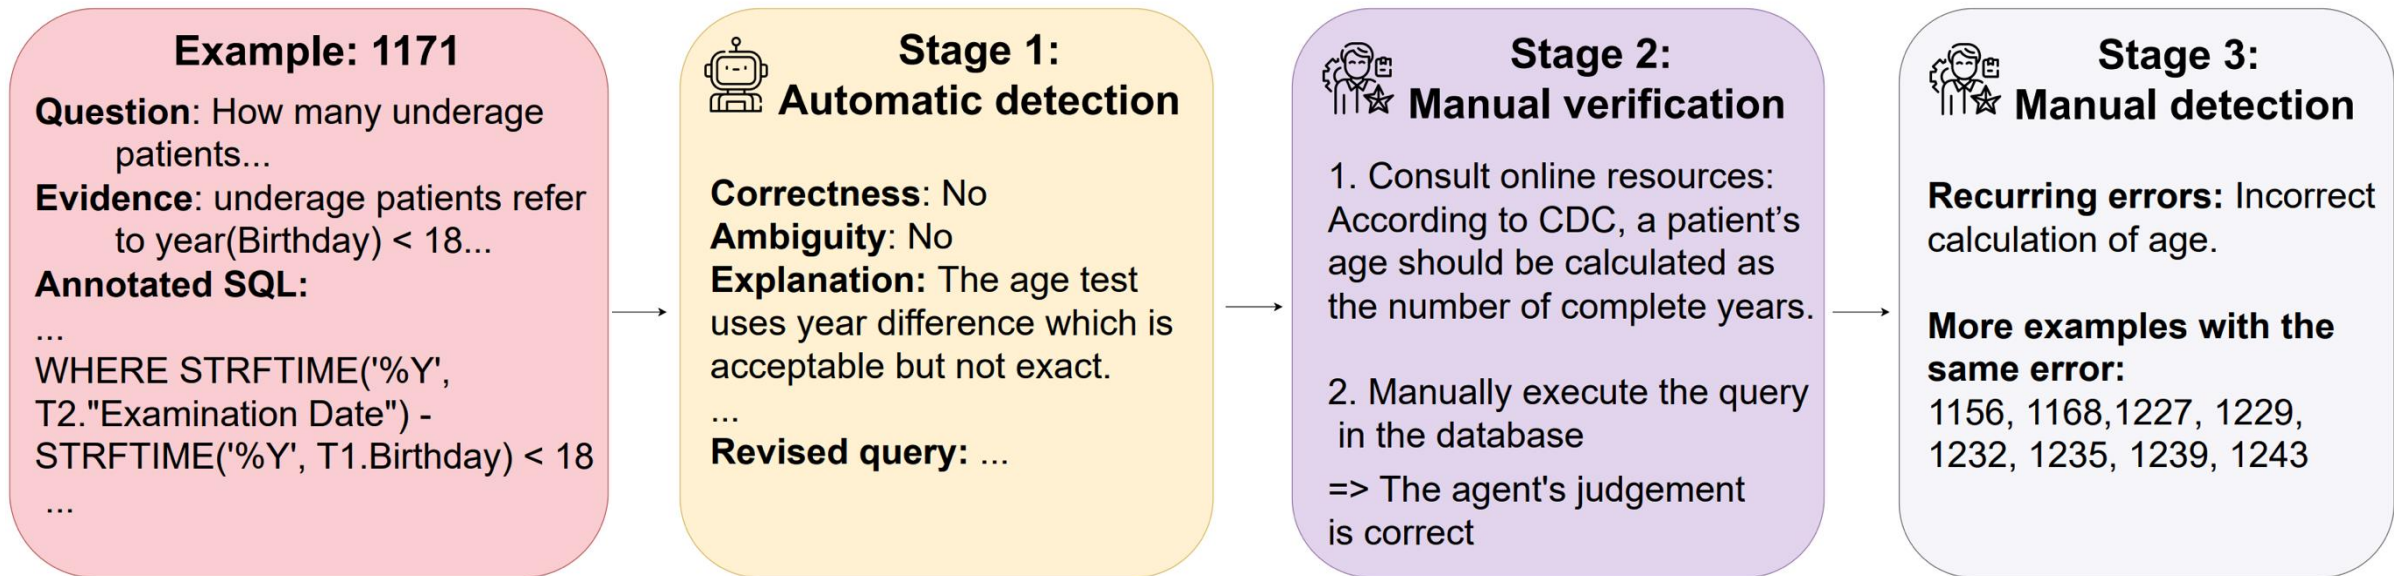 Example: 1171
Question: How many underage
patients...
Evidence: underage patients refer
to year(Birthday) < 18...
Annotated SQL:
...
WHERE STRFTIME('%Y',
T2."Examination Date") -
STRFTIME('%Y', T1.Birthday) < 18
...
Stage 1:
Automatic detection
Correctness: No
Ambiguity: No
Explanation: The age test
uses year difference which is
acceptable but not exact.
...
Revised query: ...
Stage 2:
Manual verification
1. Consult online resources:
According to CDC, a patient's
age should be calculated as
the number of complete years.
2. Manually execute the query
in the database
=> The agent's judgement
is correct
Stage 3:
Manual detection
Recurring errors: Incorrect
calculation of age.
More examples with the
same error:
1156, 1168,1227, 1229,
1232, 1235, 1239, 1243